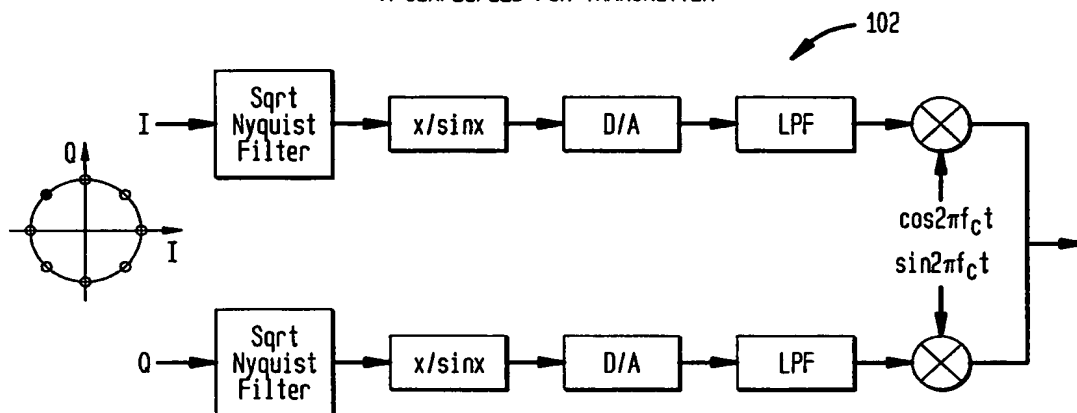 102
I
Sqrt
Nyquist
Filter
x/sinx
D/A
LPF
Q
I
cos2πfct
sin2πfct
Q
Sqrt
Nyquist
Filter
x/sinx
D/A
LPF